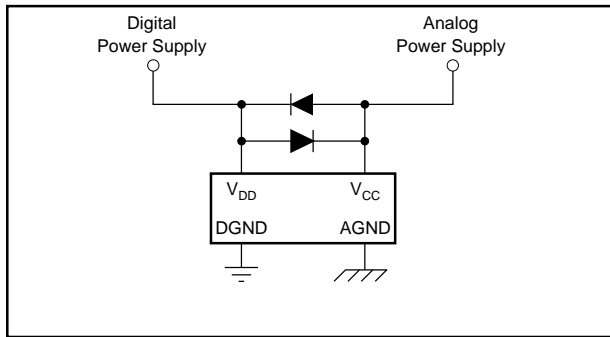 Digital
Power Supply
Analog
Power Supply
VDD
VCC
DGND
AGND